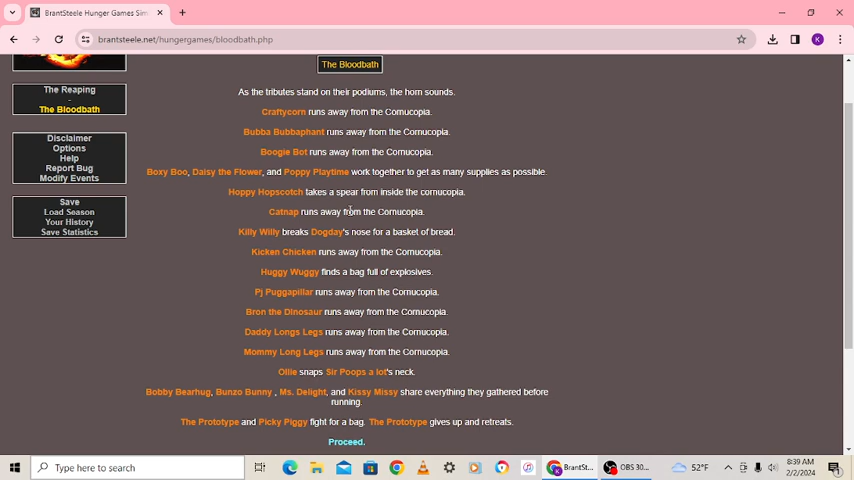 BrantSteele Hunger Games Sim
brantsteele.net/hungergames/bloodbath.php
K
The Reaping
-
The Bloodbath
Disclaimer
Options
Help
Report Bug
Modify Events
Save
Load Season
Your History
Save Statistics
The Bloodbath
As the tributes stand on their podiums, the horn sounds.
Craftycorn runs away from the Cornucopia.
Bubba Bubbaphant runs away from the Cornucopia.
Boogie Bot runs away from the Cornucopia.
Boxy Boo, Daisy the Flower, and Poppy Playtime work together to get as many supplies as possible.
Hoppy Hopscotch takes a spear from inside the cornucopia.
Catnap runs away from the Cornucopia.
Killy Willy breaks Dogday's nose for a basket of bread.
Kicken Chicken runs away from the Cornucopia.
Huggy Wuggy finds a bag full of explosives.
Pj Puggapillar runs away from the Cornucopia.
Bron the Dinosaur runs away from the Cornucopia.
Daddy Longs Legs runs away from the Cornucopia.
Mommy Long Legs runs away from the Cornucopia.
Ollie snaps Sir Poops a lot's neck.
Bobby Bearhug, Bunzo Bunny , Ms. Delight, and Kissy Missy share everything they gathered before
running.
The Prototype and Picky Piggy fight for a bag. The Prototype gives up and retreats.
Proceed.
Type here to search
BrantSt...
OBS 30...
52°F
8:39 AM
2/2/2024